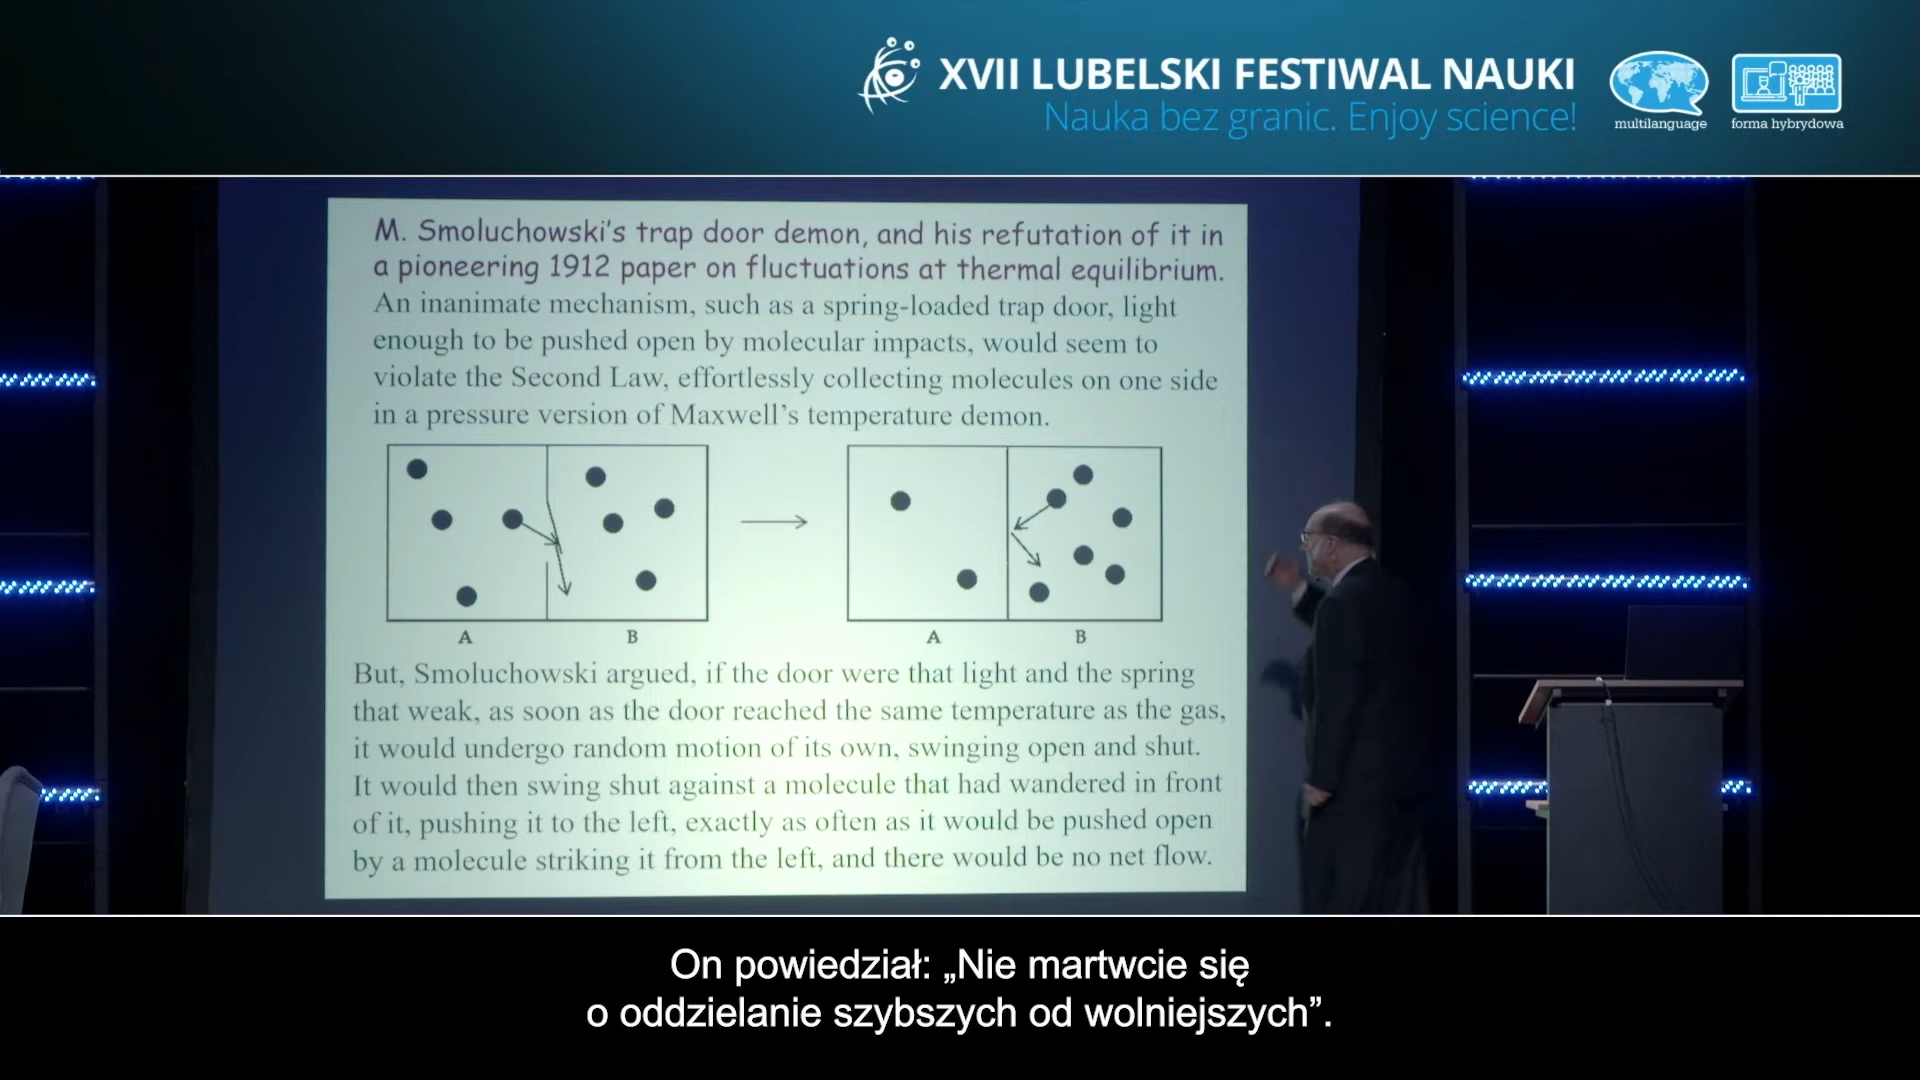 XVII LUBELSKI FESTIWAL NAUKI
Nauka bez granic. Enjoy science!
multilanguage
forma hybrydowa
M. Smoluchowski's trap door demon, and his refutation of it in
a pioneering 1912 paper on fluctuations at thermal equilibrium.
An inanimate mechanism, such as a spring-loaded trap door, light
enough to be pushed open by molecular impacts, would seem to
violate the Second Law, effortlessly collecting molecules on one side
in a pressure version of Maxwell's temperature demon.
A
B
A
B
But, Smoluchowski argued, if the door were that light and the spring
that weak, as soon as the door reached the same temperature as the gas,
it would undergo random motion of its own, swinging open and shut.
It would then swing shut against a molecule that had wandered in front
of it, pushing it to the left, exactly as often as it would be pushed open
by a molecule striking it from the left, and there would be no net flow.
On powiedział: „Nie martwcie się
o oddzielanie szybszych od wolniejszych”.